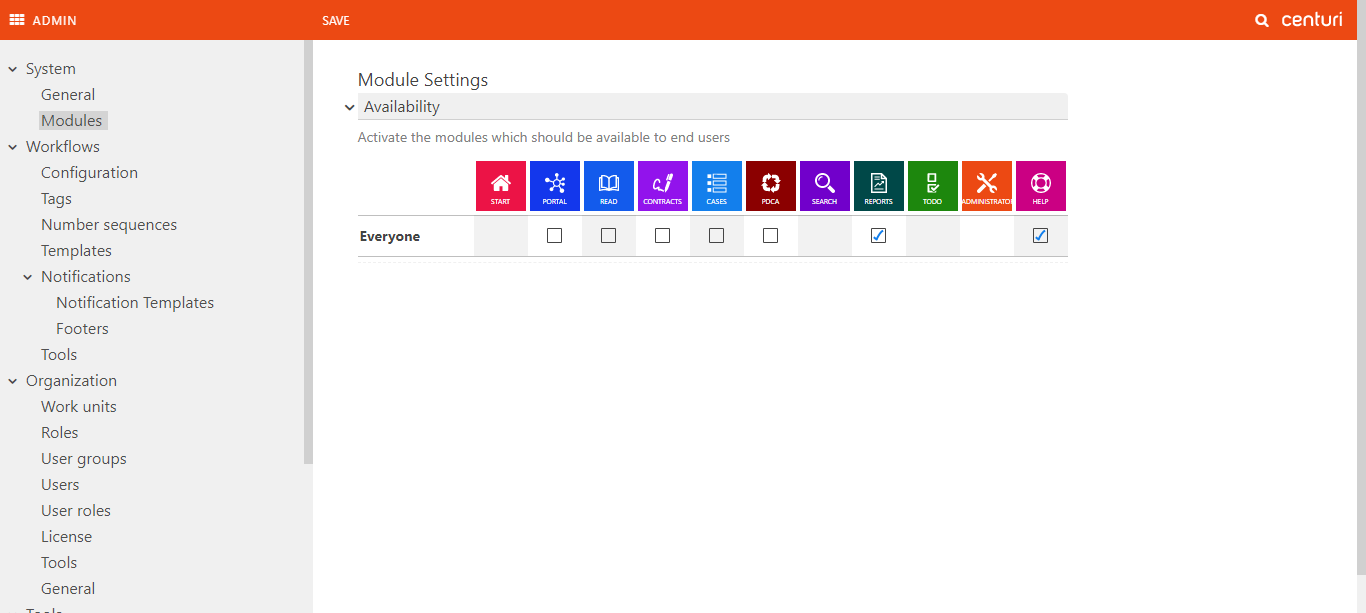 ADMIN
SAVE
centuri
System
General
Modules
Workflows
Configuration
Tags
Number sequences
Templates
Notifications
Notification Templates
Footers
Tools
Organization
Work units
Roles
User groups
Users
User roles
License
Tools
General
Tools
Module Settings
Availability
Activate the modules which should be available to end users
START PORTAL READ CONTRACTS CASES PDCA SEARCH REPORTS TODO ADMINISTRATOR HELP
Everyone